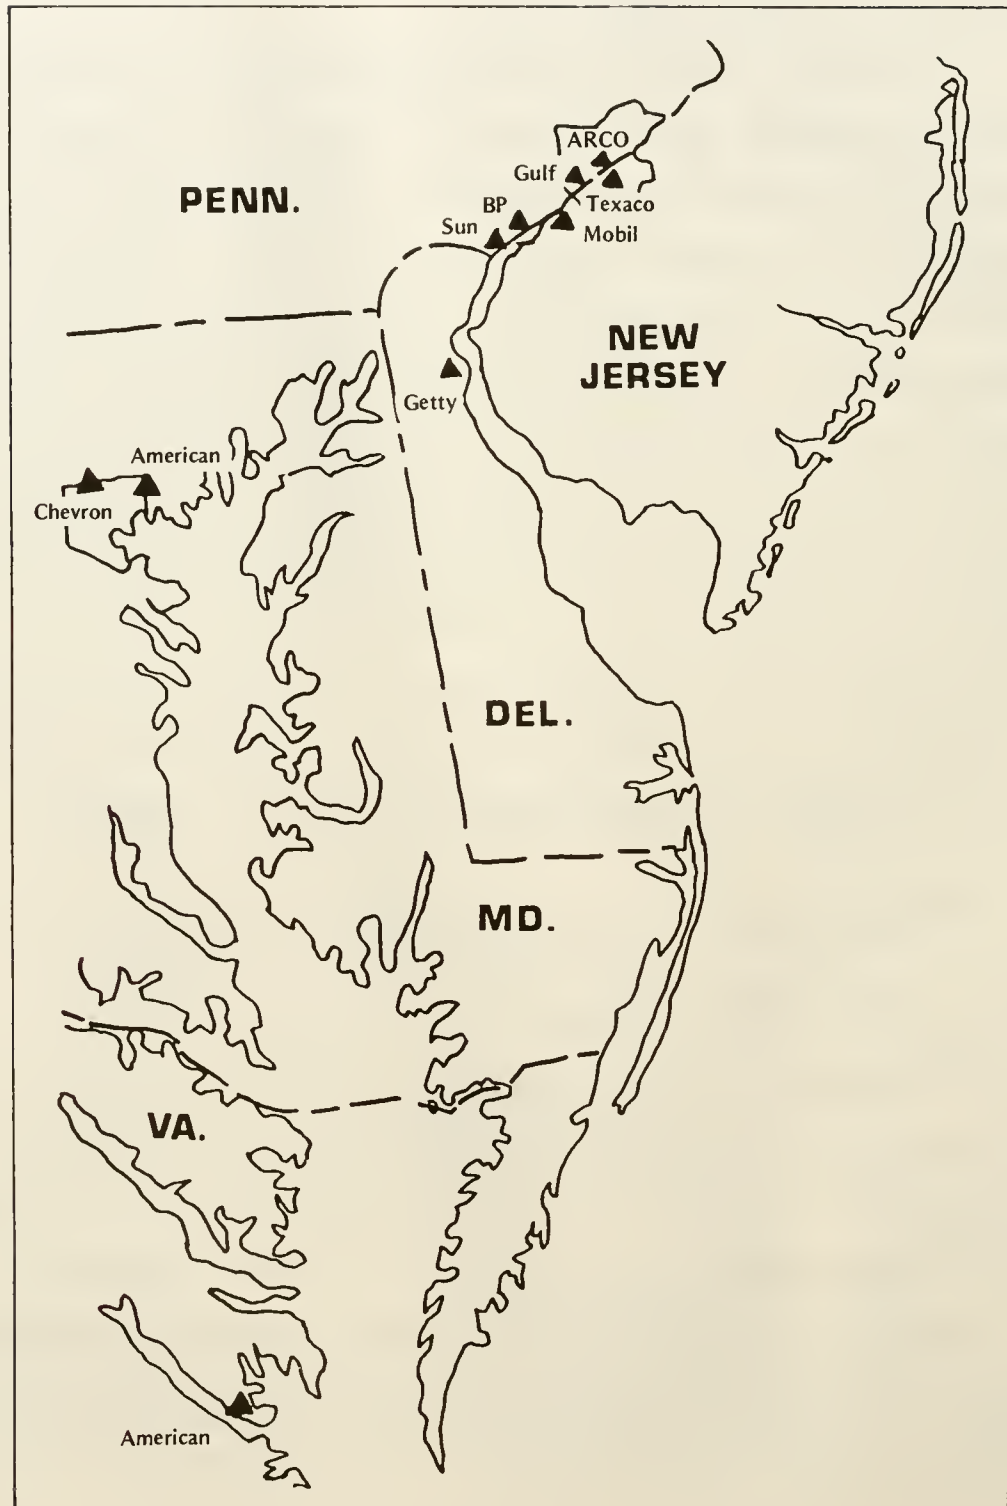 ARCO
Gulf
PENN.
Texaco
BP
Sun
Mobil
NEW
JERSEY
Getty
American
Chevron
DEL.
MD.
VA.
American